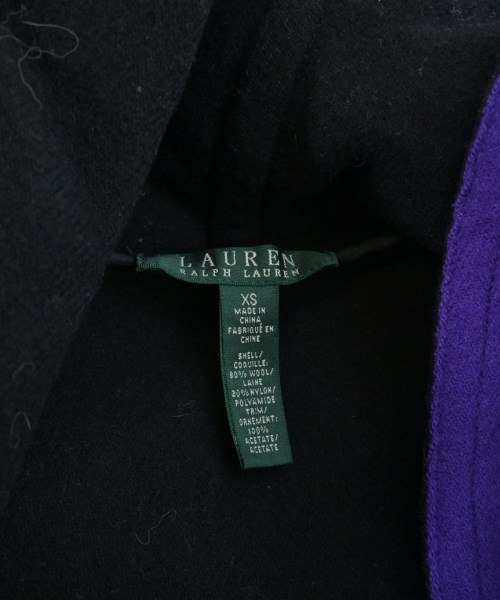 LAUREN
RALPH LAUREN
XS
MADE IN
CHINA
FABRIQUÉ EN
CHINE
SHELL/
COQUILLE:
80% WOOL/
LAINE
20% NYLON/
POLYAMIDE
TRIM/
ORNEMENT:
100%
ACETATE/
ACETATE